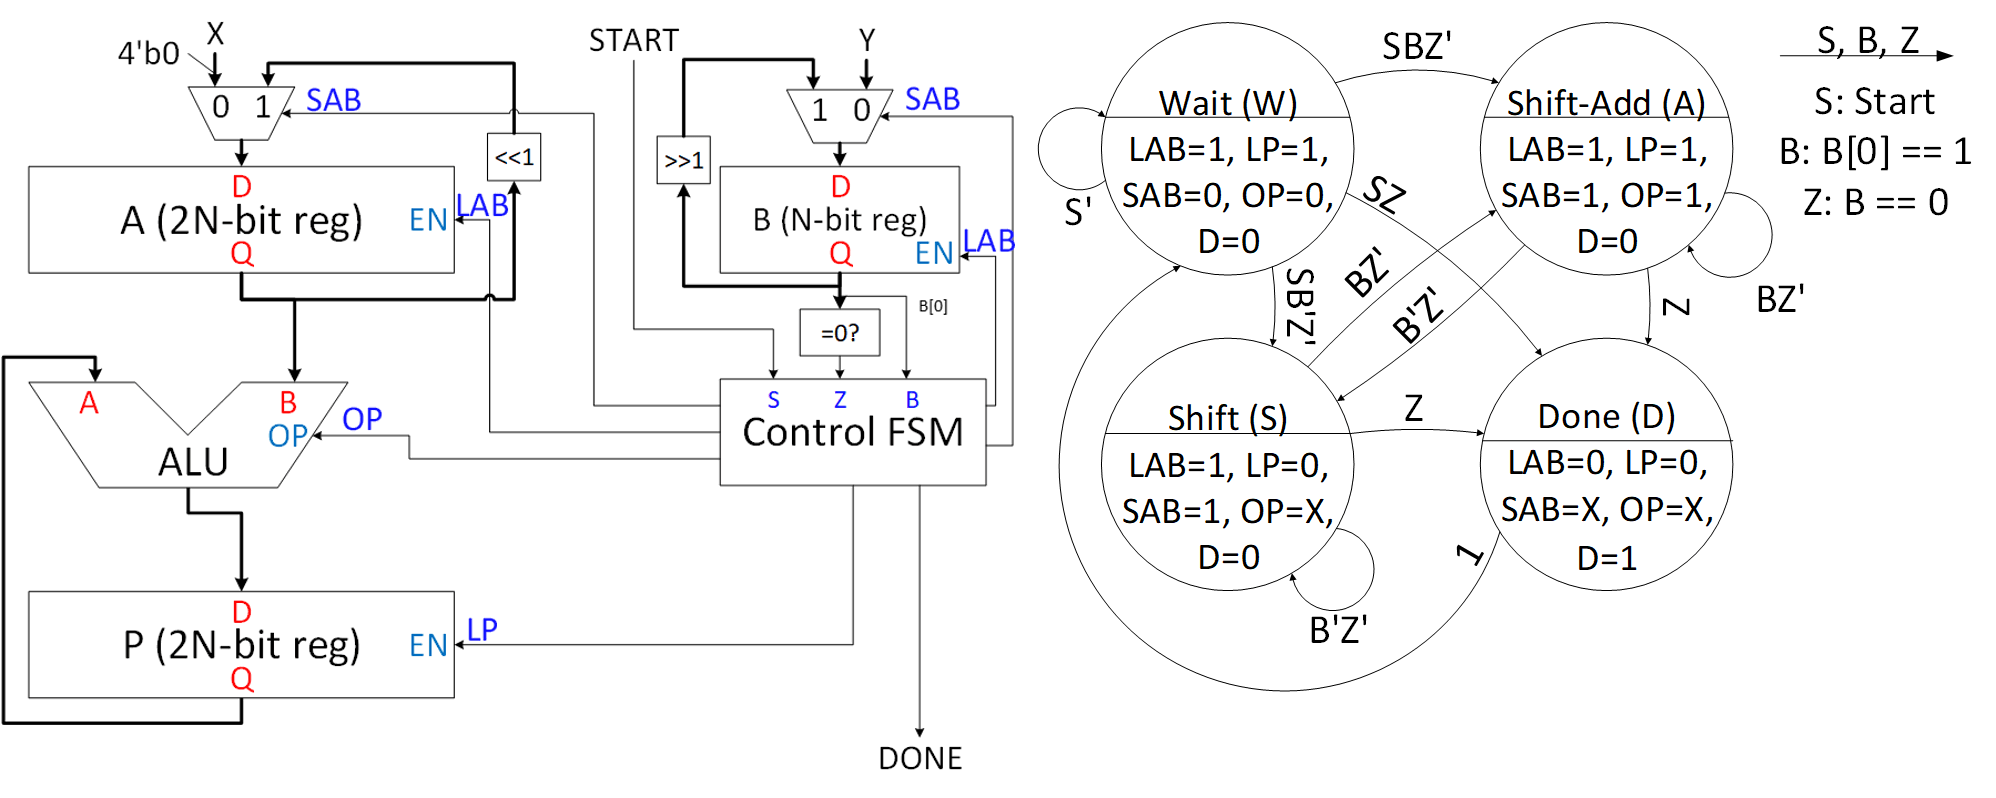 X
4'b0
0 1
SAB
<<1
D
A (2N-bit reg)
EN
LAB
Q
START
Y
1 0
SAB
>>1
D
B (N-bit reg)
EN
LAB
Q
B[0]
=0?
S Z B
Control FSM
A
B
OP
OP
ALU
D
P (2N-bit reg)
EN
LP
Q
DONE
Wait (W)
LAB=1, LP=1,
SAB=0, OP=0,
D=0
S'
SBZ'
Shift-Add (A)
LAB=1, LP=1,
SAB=1, OP=1,
D=0
BZ'
SZ
SB'Z'
BZ'
B'Z'
Z
Shift (S)
LAB=1, LP=0,
SAB=1, OP=X,
D=0
B'Z'
Z
Done (D)
LAB=0, LP=0,
SAB=X, OP=X,
D=1
1
S, B, Z
S: Start
B: B[0] == 1
Z: B == 0